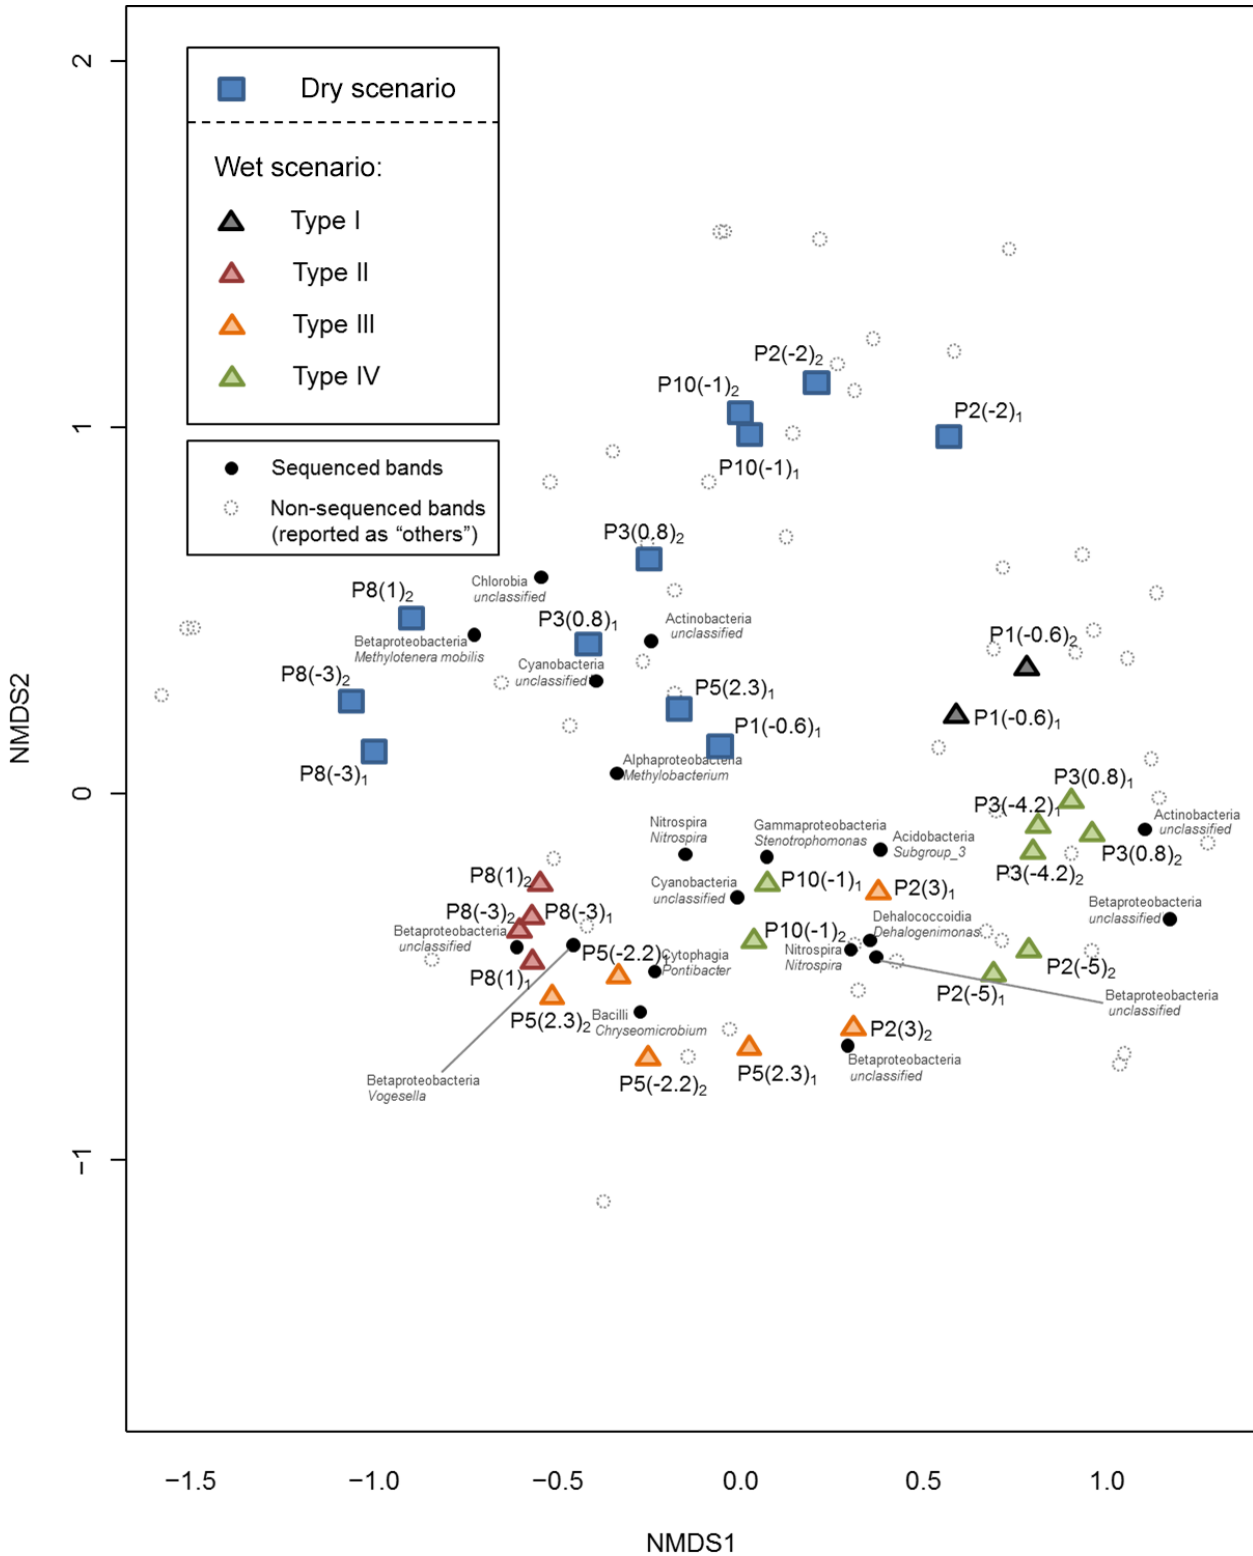 2
1
0
−1
NMDS2
Dry scenario
Wet scenario:
Type I
Type II
Type III
Type IV
Sequenced bands
Non-sequenced bands
(reported as “others”)
P2(-2)₂
P10(-1)₂
P2(-2)₁
P10(-1)₁
P3(0.8)₂
Chlorobia
unclassified
P8(1)₂
P3(0.8)₁
Actinobacteria
unclassified
Betaproteobacteria
Methylotenera mobilis
Cyanobacteria
unclassified
P1(-0.6)₂
P8(-3)₂
P5(2.3)₁
P1(-0.6)₁
P1(-0.6)₁
P8(-3)₁
Alphaproteobacteria
Methylobacterium
P3(0.8)₁
P3(-4.2)₁
Actinobacteria
unclassified
Nitrospira
Nitrospira
Gammaproteobacteria
Stenotrophomonas
Acidobacteria
Subgroup_3
P3(0.8)₂
P3(-4.2)₂
P8(1)₂
Cyanobacteria
unclassified
P10(-1)₁
P2(3)₁
Betaproteobacteria
unclassified
P8(-3)₂
P8(-3)₁
Betaproteobacteria
unclassified
P10(-1)₂
Dehalococcoidia
Dehalogenimonas
Nitrospira
Nitrospira
P5(-2.2)₁
Cytophagia
Pontibacter
P2(-5)₂
P8(1)₁
P2(-5)₁
Betaproteobacteria
unclassified
P5(2.3)₂
Bacilli
Chryseomicrobium
P2(3)₂
Betaproteobacteria
unclassified
P5(-2.2)₂
P5(2.3)₁
Betaproteobacteria
Vogesella
−1.5
−1.0
−0.5
0.0
0.5
1.0
NMDS1